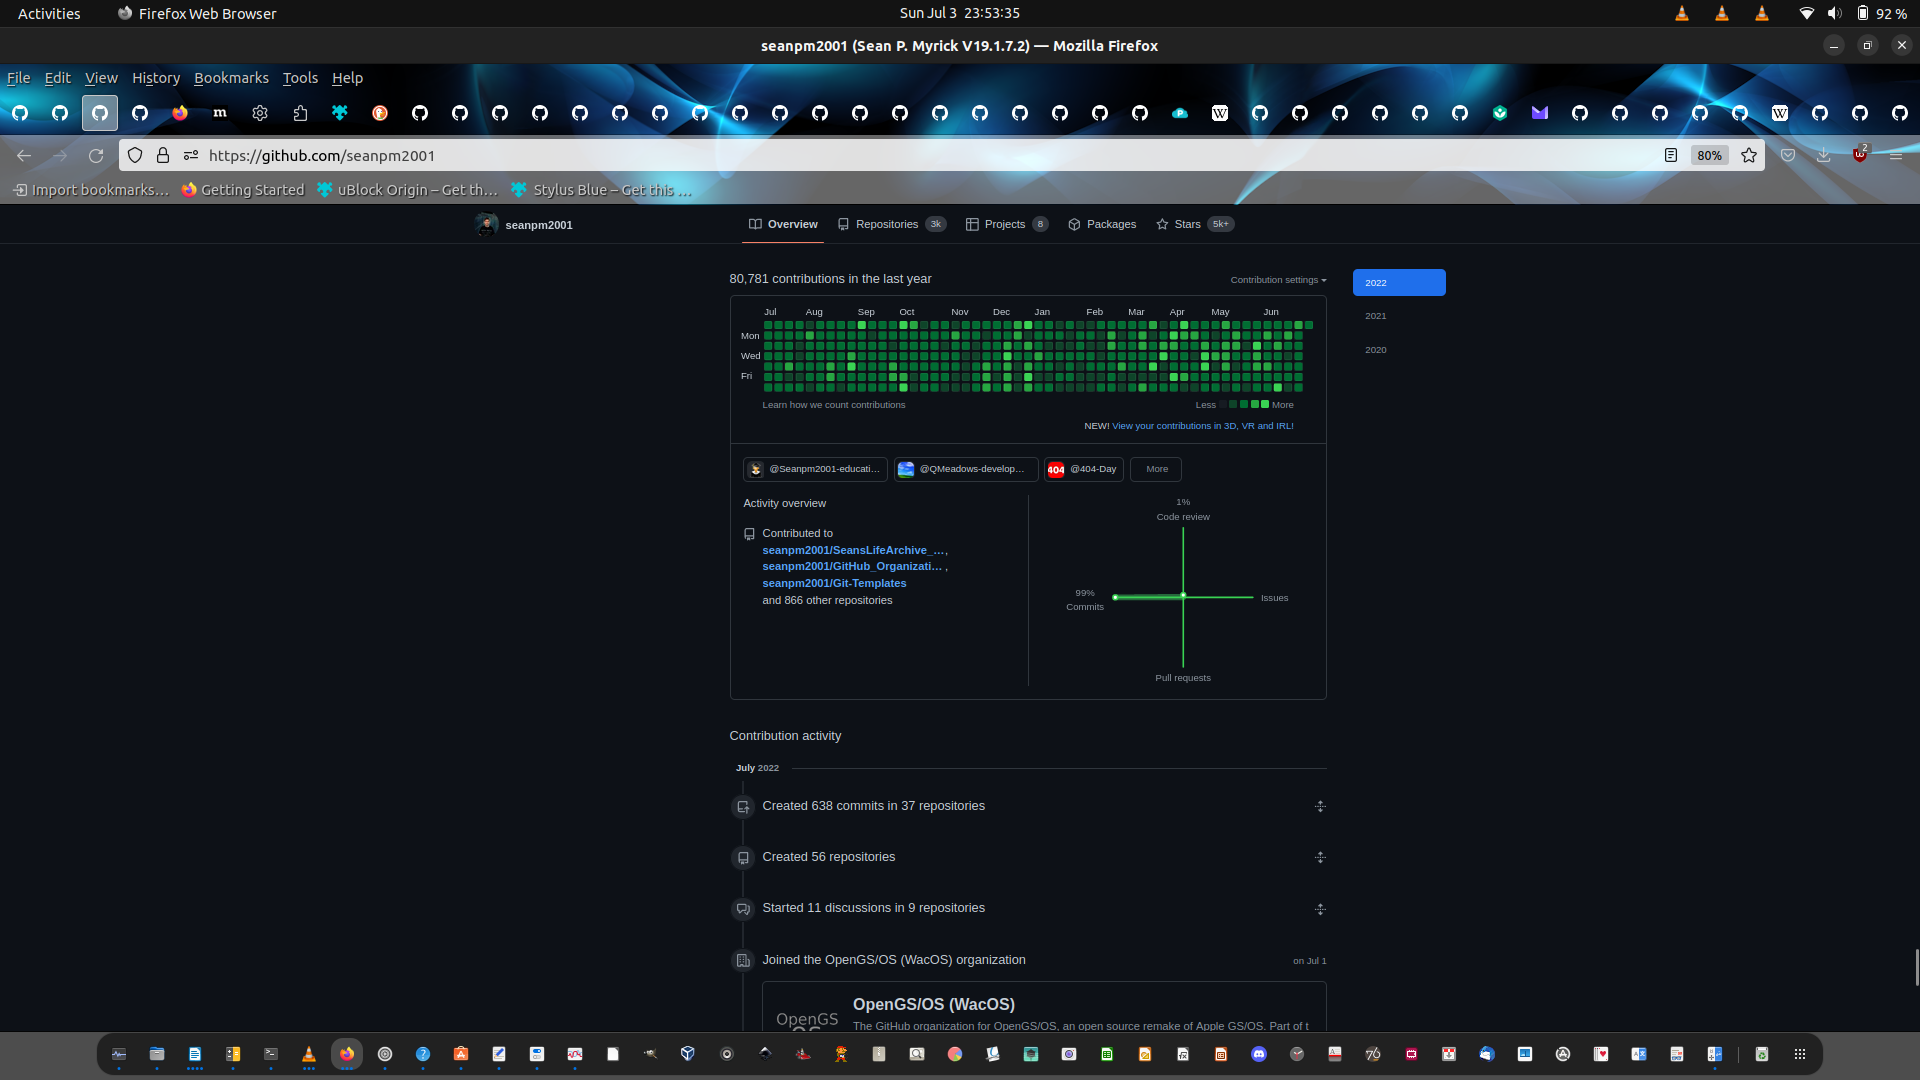 Activities
Firefox Web Browser
Sun Jul 3 23:53:35
92 %
seanpm2001 (Sean P. Myrick V19.1.7.2) — Mozilla Firefox
File Edit View History Bookmarks Tools Help
https://github.com/seanpm2001
80%
2
Import bookmarks… Getting Started uBlock Origin – Get th… Stylus Blue – Get this …
seanpm2001
Overview
Repositories 3k
Projects 8
Packages
Stars 5k+
80,781 contributions in the last year
Contribution settings
2022
2021
2020
Jul Aug Sep Oct Nov Dec Jan Feb Mar Apr May Jun
Mon
Wed
Fri
Learn how we count contributions
Less More
NEW! View your contributions in 3D, VR and IRL!
@Seanpm2001-educati…
@QMeadows-develop…
404 @404-Day
More
Activity overview
Contributed to
seanpm2001/SeansLifeArchive_…,
seanpm2001/GitHub_Organizati… ,
seanpm2001/Git-Templates
and 866 other repositories
1%
Code review
99%
Commits
Issues
Pull requests
Contribution activity
July 2022
Created 638 commits in 37 repositories
Created 56 repositories
Started 11 discussions in 9 repositories
Joined the OpenGS/OS (WacOS) organization
on Jul 1
OpenGS
OpenGS/OS (WacOS)
The GitHub organization for OpenGS/OS, an open source remake of Apple GS/OS. Part of t